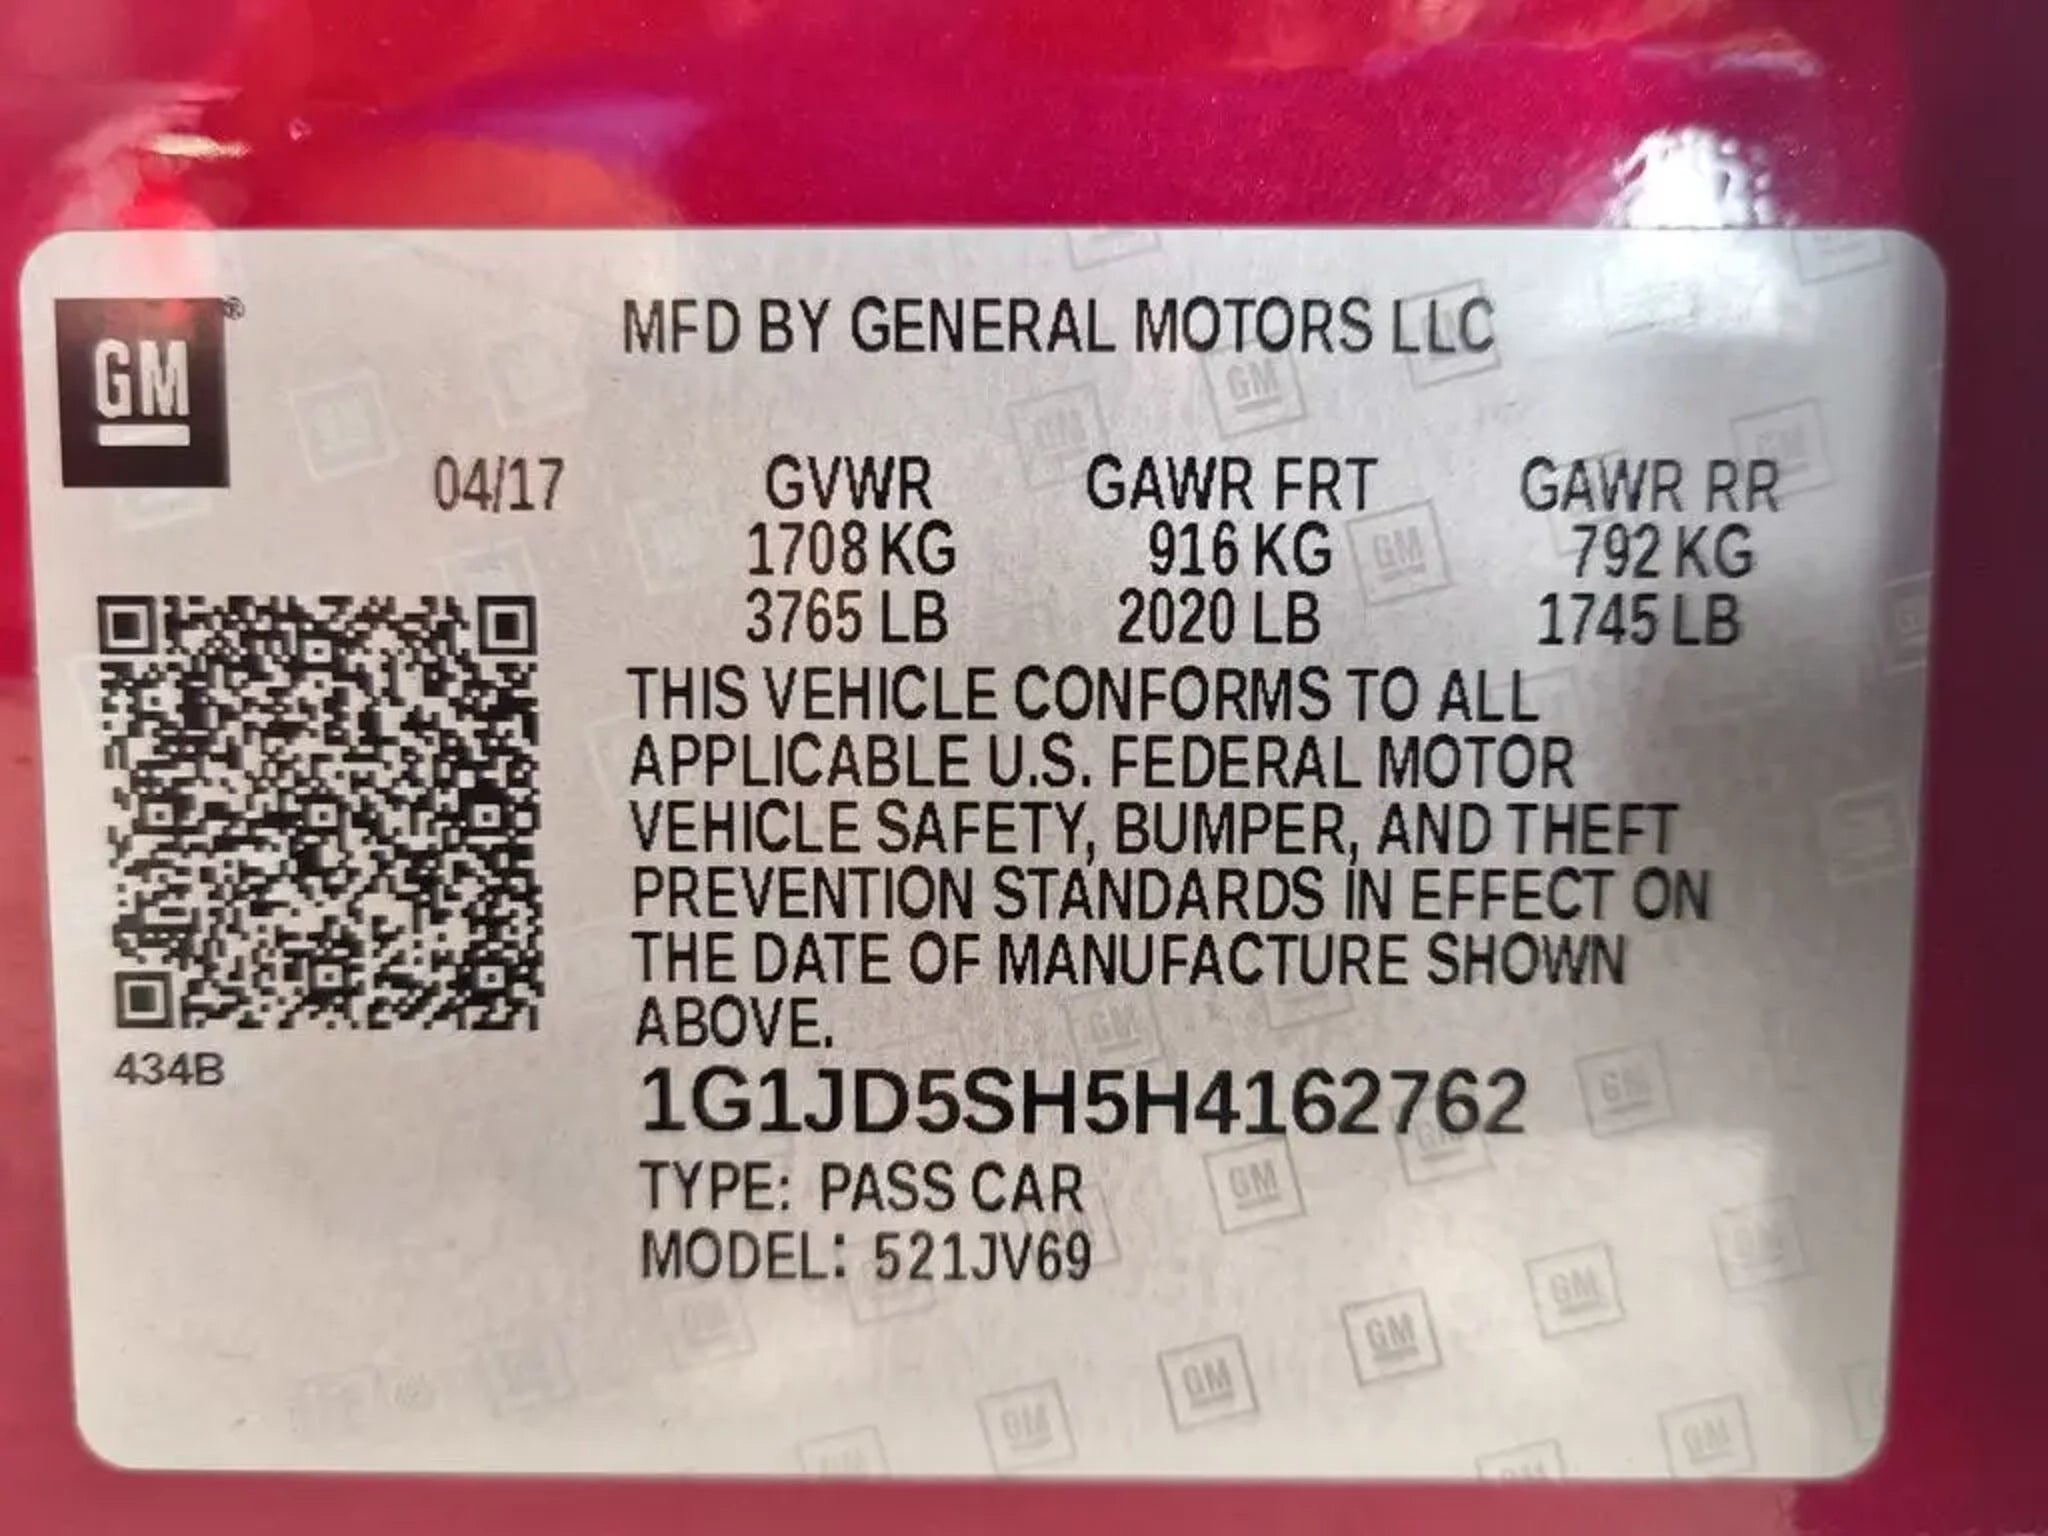 MFD BY GENERAL MOTORS LLC
GM
®
04/17 GVWR GAWR FRT GAWR RR
1708 KG 916 KG 792 KG
3765 LB 2020 LB 1745 LB
THIS VEHICLE CONFORMS TO ALL
APPLICABLE U.S. FEDERAL MOTOR
VEHICLE SAFETY, BUMPER, AND THEFT
PREVENTION STANDARDS IN EFFECT ON
THE DATE OF MANUFACTURE SHOWN
ABOVE.
434B
1G1JD5SH5H4162762
TYPE: PASS CAR
MODEL: 521JV69